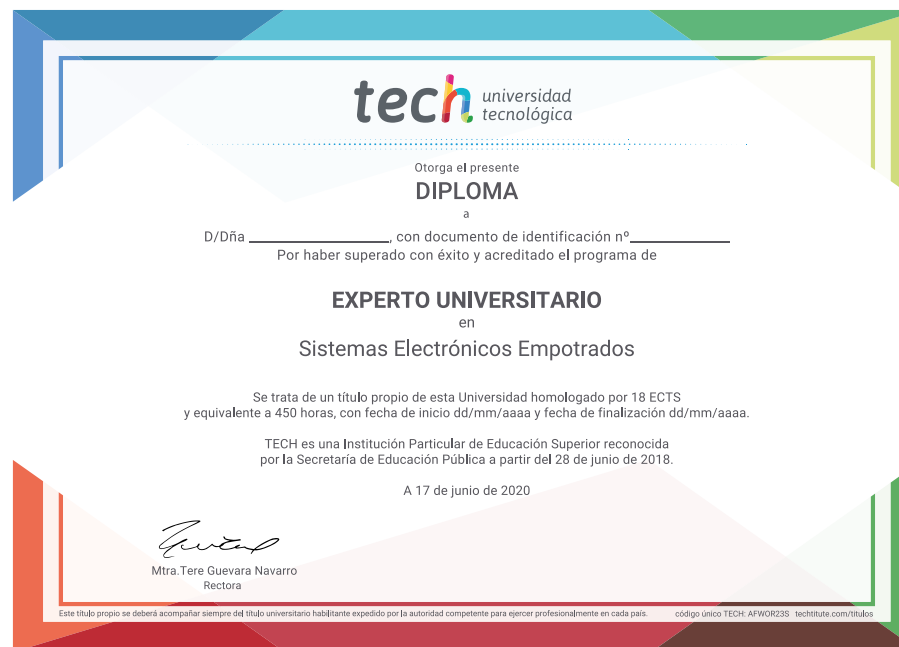 tech universidad
tecnológica
Otorga el presente
DIPLOMA
a
D/Dña ____________________, con documento de identificación nº______________
Por haber superado con éxito y acreditado el programa de
EXPERTO UNIVERSITARIO
en
Sistemas Electrónicos Empotrados
Se trata de un título propio de esta Universidad homologado por 18 ECTS
y equivalente a 450 horas, con fecha de inicio dd/mm/aaaa y fecha de finalización dd/mm/aaaa.
TECH es una Institución Particular de Educación Superior reconocida
por la Secretaría de Educación Pública a partir del 28 de junio de 2018.
A 17 de junio de 2020
Mtra.Tere Guevara Navarro
Rectora
Este título propio se deberá acompañar siempre del título universitario habilitante expedido por la autoridad competente para ejercer profesionalmente en cada país. código único TECH: AFWOR23S techtitute.com/titulos